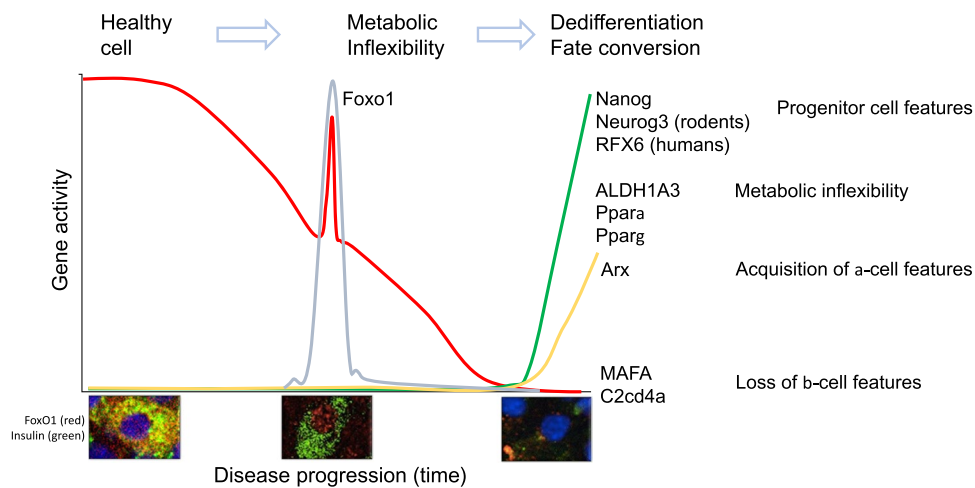 Healthy
cell
Metabolic
Inflexibility
Dedifferentiation
Fate conversion
Gene activity
Foxo1
Nanog
Neurog3 (rodents)
RFX6 (humans)
Progenitor cell features
ALDH1A3
Ppara
Pparg
Metabolic inflexibility
Arx
Acquisition of a-cell features
MAFA
C2cd4a
Loss of b-cell features
FoxO1 (red)
Insulin (green)
Disease progression (time)